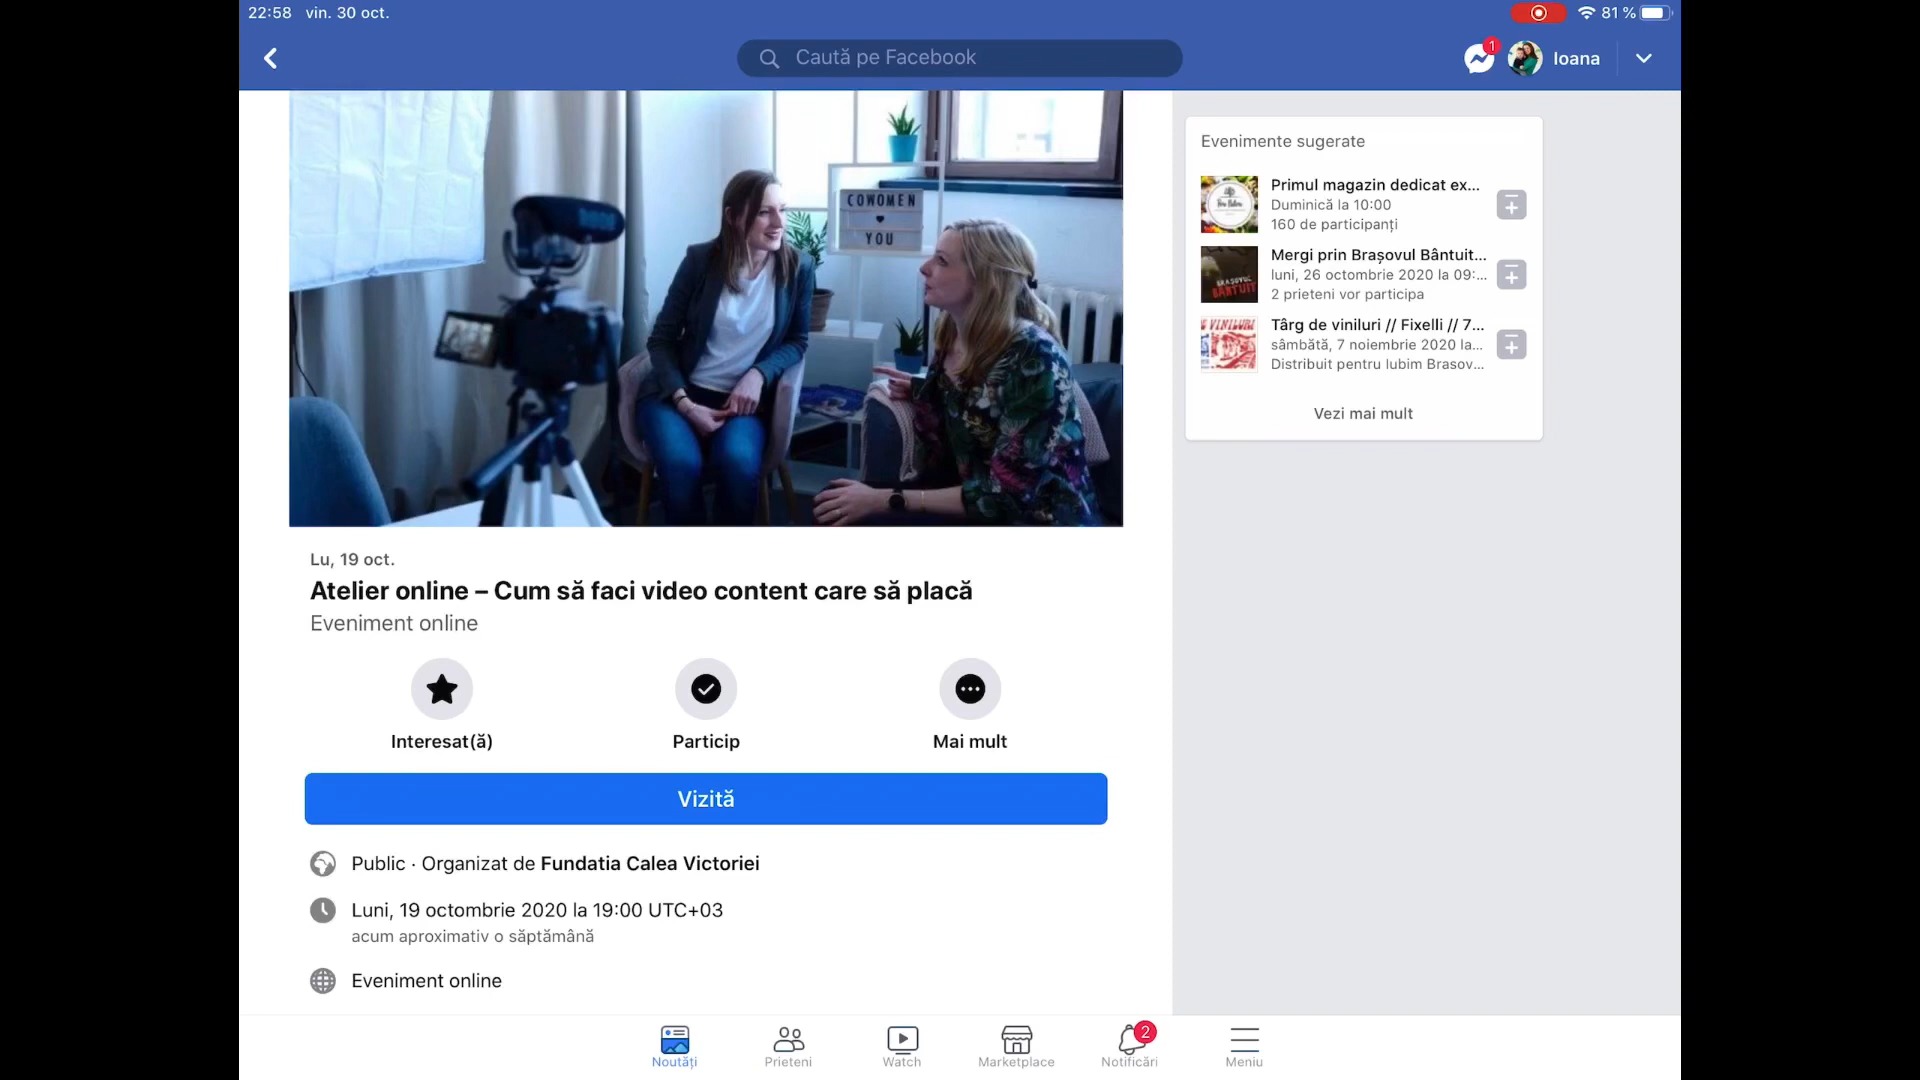 22:58 vin. 30 oct.
81 %
Caută pe Facebook
1
Ioana
COWOMEN
YOU
Evenimente sugerate
Primul magazin dedicat ex...
Duminică la 10:00
160 de participanți
Mergi prin Brașovul Bântuit...
luni, 26 octombrie 2020 la 09:...
2 prieteni vor participa
Târg de viniluri // Fixelli // 7...
sâmbătă, 7 noiembrie 2020 la...
Distribuit pentru Iubim Brasov...
Vezi mai mult
Lu, 19 oct.
Atelier online – Cum să faci video content care să placă
Eveniment online
Interesat(ă)
Particip
Mai mult
Vizită
Public · Organizat de Fundatia Calea Victoriei
Luni, 19 octombrie 2020 la 19:00 UTC+03
acum aproximativ o săptămână
Eveniment online
2
Noutăți
Prieteni
Watch
Marketplace
Notificări
Meniu